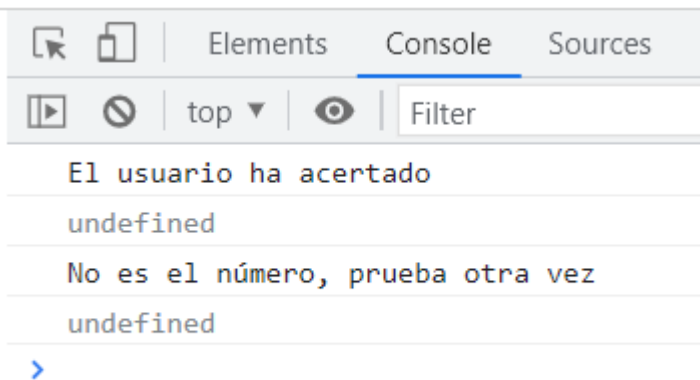 Elements Console Sources
top Filter
El usuario ha acertado
undefined
No es el número, prueba otra vez
undefined